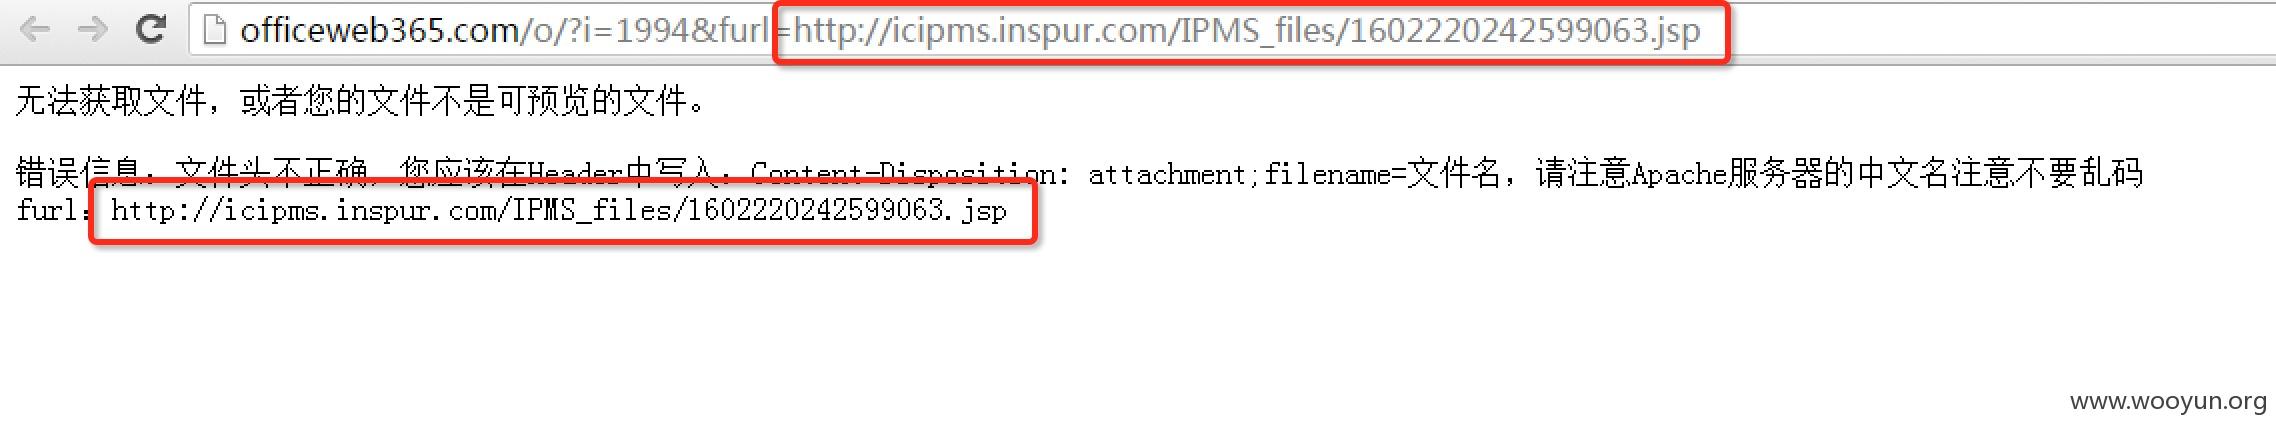 officeweb365.com/o/?i=1994&furl=http://icipms.inspur.com/IPMS_files/1602220242599063.jsp
无法获取文件，或者您的文件不是可预览的文件。
错误信息：文件头不正确，您应该在Header中写入：Content-Disposition: attachment;filename=文件名，请注意Apache服务器的中文名注意不要乱码
furl：http://icipms.inspur.com/IPMS_files/1602220242599063.jsp
www.wooyun.org